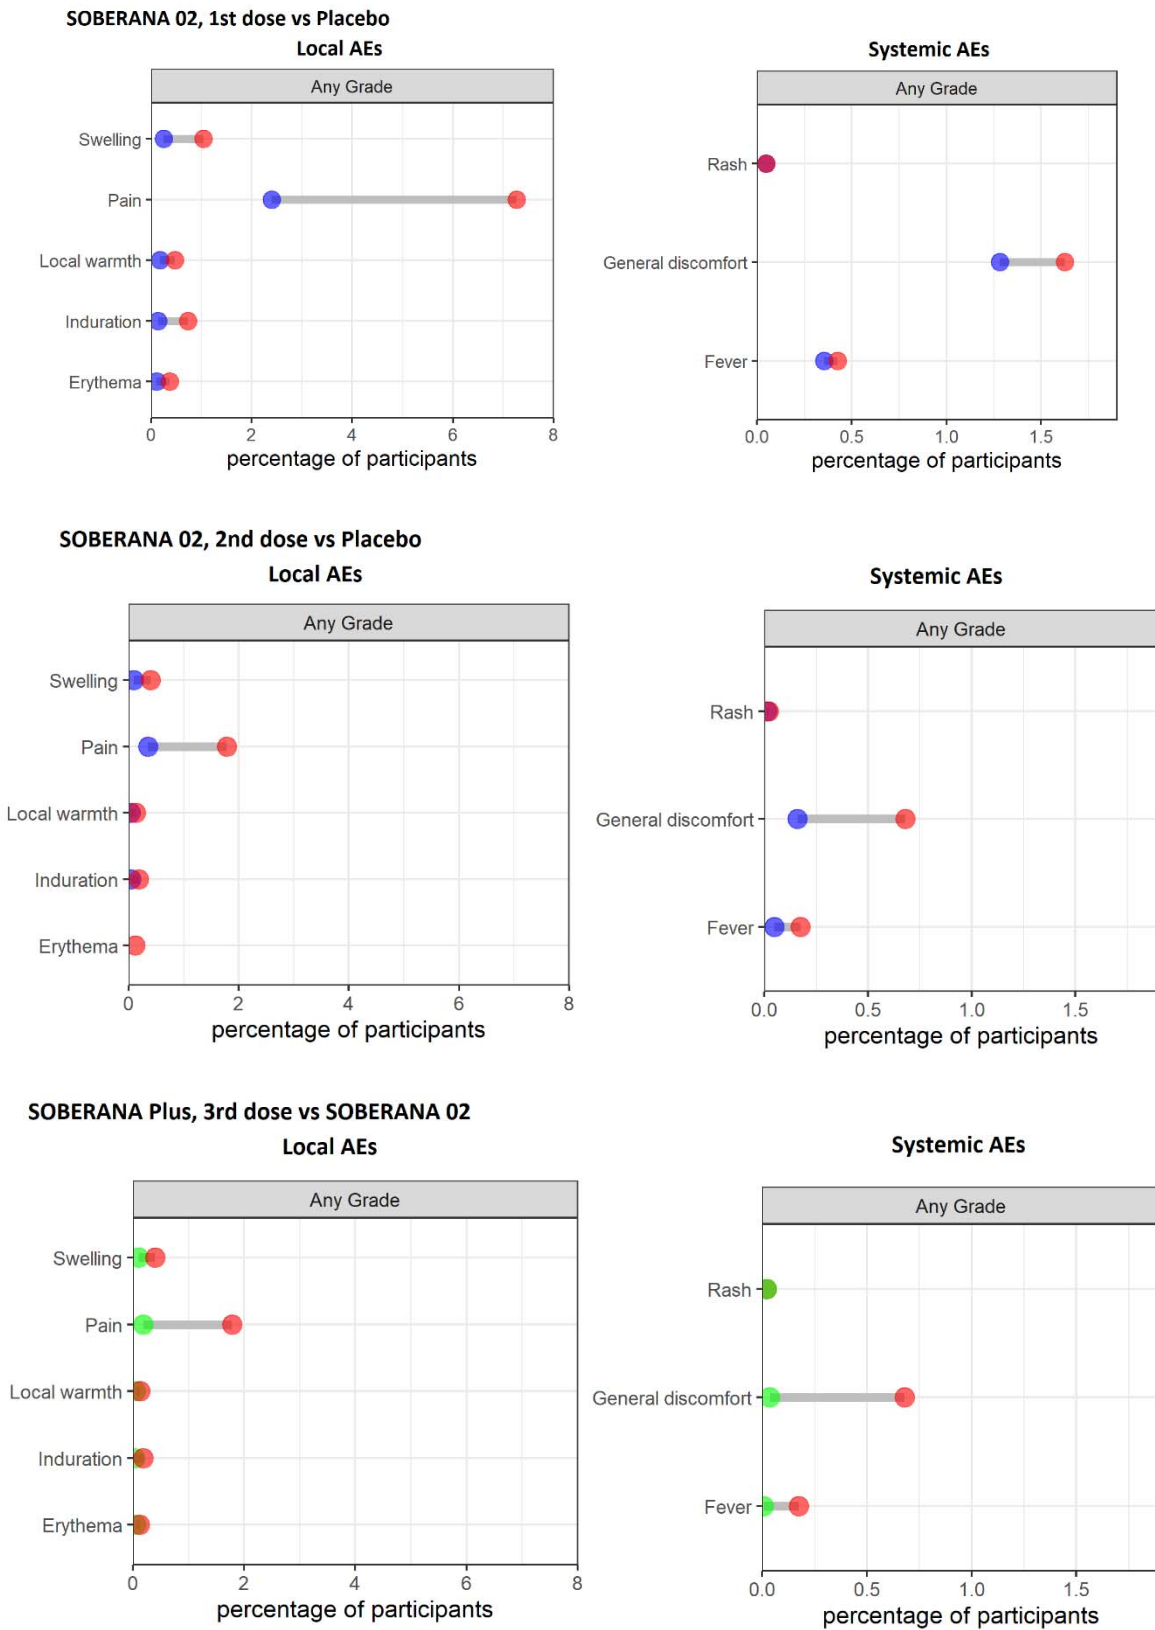 SOBERANA 02, 1st dose vs Placebo
Local AEs
Any Grade
Swelling
Pain
Local warmth
Induration
Erythema
0 2 4 6 8
percentage of participants
Systemic AEs
Any Grade
Rash
General discomfort
Fever
0.0 0.5 1.0 1.5
percentage of participants
SOBERANA 02, 2nd dose vs Placebo
Local AEs
Any Grade
Swelling
Pain
Local warmth
Induration
Erythema
0 2 4 6 8
percentage of participants
Systemic AEs
Any Grade
Rash
General discomfort
Fever
0.0 0.5 1.0 1.5
percentage of participants
SOBERANA Plus, 3rd dose vs SOBERANA 02
Local AEs
Any Grade
Swelling
Pain
Local warmth
Induration
Erythema
0 2 4 6 8
percentage of participants
Systemic AEs
Any Grade
Rash
General discomfort
Fever
0.0 0.5 1.0 1.5
percentage of participants